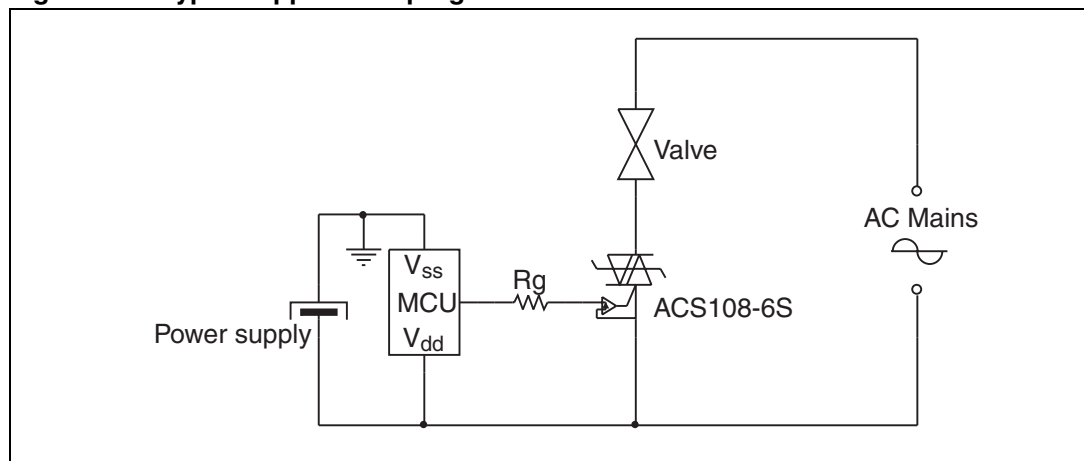 Valve
AC Mains
Vss
MCU
Vdd
Rg
ACS108-6S
Power supply